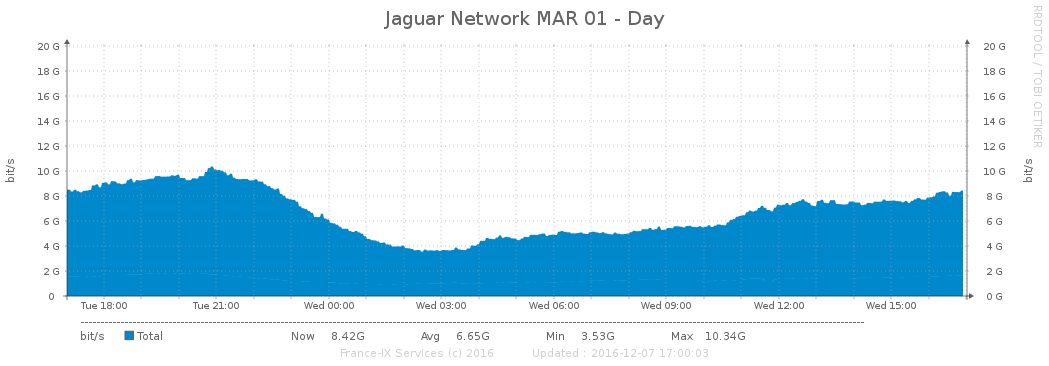 Jaguar Network MAR 01 - Day
RRDTOOL / TOBI OETIKER
bit/s
20 G
18 G
16 G
14 G
12 G
10 G
8 G
6 G
4 G
2 G
0
20 G
18 G
16 G
14 G
12 G
10 G
8 G
6 G
4 G
2 G
0 G
bit/s
Tue 18:00 Tue 21:00 Wed 00:00 Wed 03:00 Wed 06:00 Wed 09:00 Wed 12:00 Wed 15:00
bit/s Total Now 8.42G Avg 6.65G Min 3.53G Max 10.34G
France-IX Services (c) 2016 Updated : 2016-12-07 17:00:03